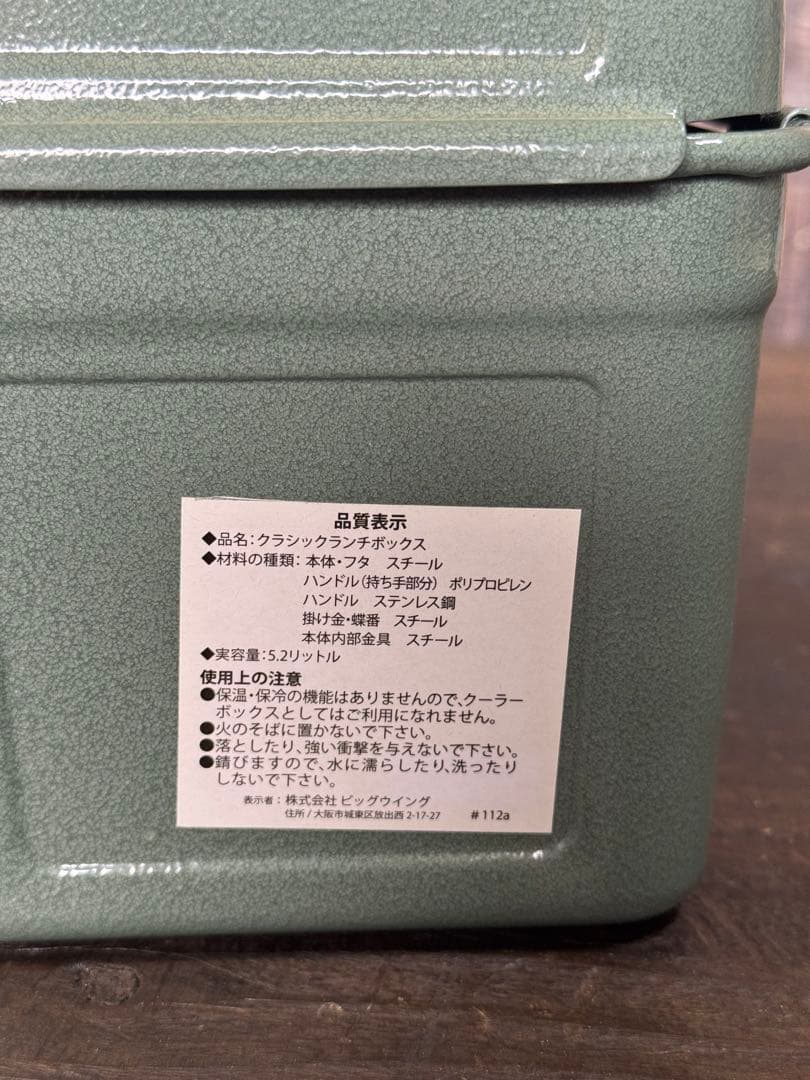 品質表示
◆品名：クラシックランチボックス
◆材料の種類：本体・フタ　スチール
ハンドル（持ち手部分）　ポリプロピレン
ハンドル　ステンレス鋼
掛け金・蝶番　スチール
本体内部金具　スチール
◆実容量：5.2リットル
使用上の注意
●保温・保冷の機能はありませんので、クーラー
ボックスとしてはご利用になれません。
●火のそばに置かないで下さい。
●落としたり、強い衝撃を与えないで下さい。
●錆びますので、水に濡らしたり、洗ったり
しないで下さい。
表示者：株式会社 ビッグウイング
住所 / 大阪市城東区放出西 2-17-27　#112a